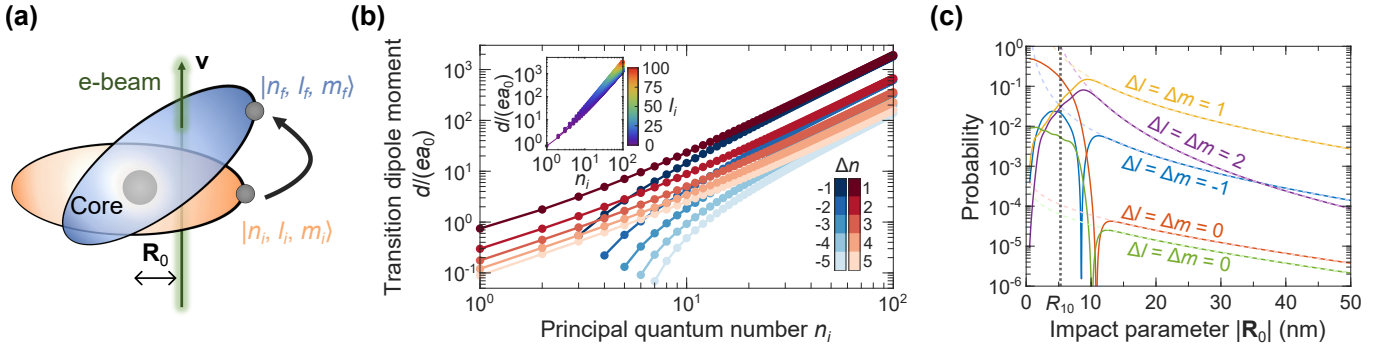 (a)
e-beam
v
|n_f, l_f, m_f⟩
Core
|n_i, l_i, m_i⟩
R_0
(b)
Transition dipole moment
d/(ea_0)
10^3
10^2
10^1
10^0
10^-1
10^0
10^1
10^2
Principal quantum number n_i
d/(ea_0)
10^3
10^2
10^1
10^0
10^0
10^1
10^2
n_i
100
75
50
25
0
l_i
Δn
-1 1
-2 2
-3 3
-4 4
-5 5
(c)
Probability
10^0
10^-1
10^-2
10^-3
10^-4
10^-5
10^-6
Δl = Δm = 1
Δl = Δm = 2
Δl = Δm = -1
Δl = Δm = 0
Δl = Δm = 0
0 R_10 10 20 30 40 50
Impact parameter |R_0| (nm)